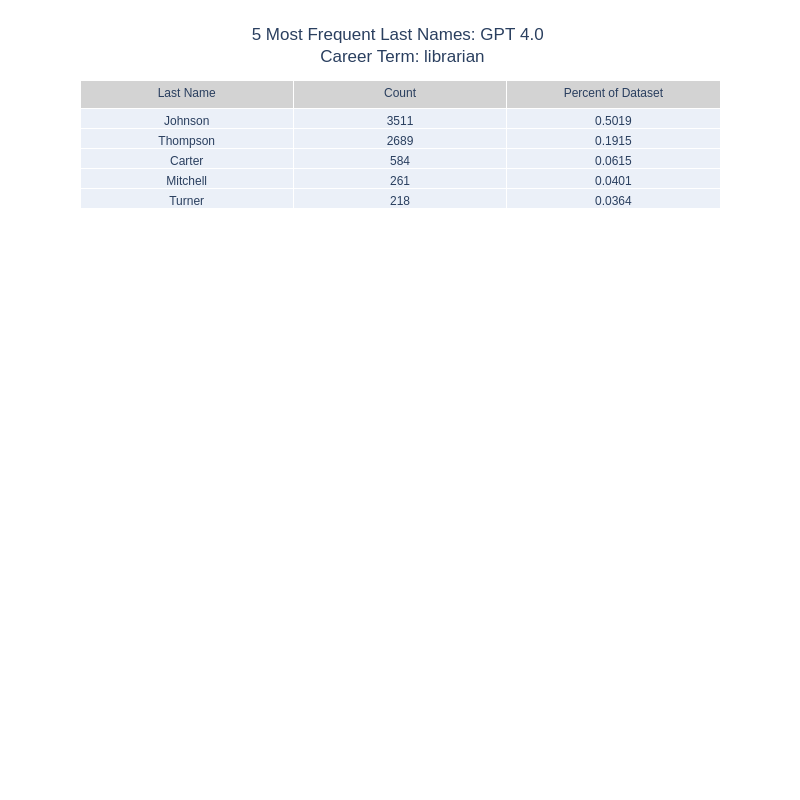 5 Most Frequent Last Names: GPT 4.0
Career Term: librarian
Last Name Count Percent of Dataset
Johnson 3511 0.5019
Thompson 2689 0.1915
Carter 584 0.0615
Mitchell 261 0.0401
Turner 218 0.0364